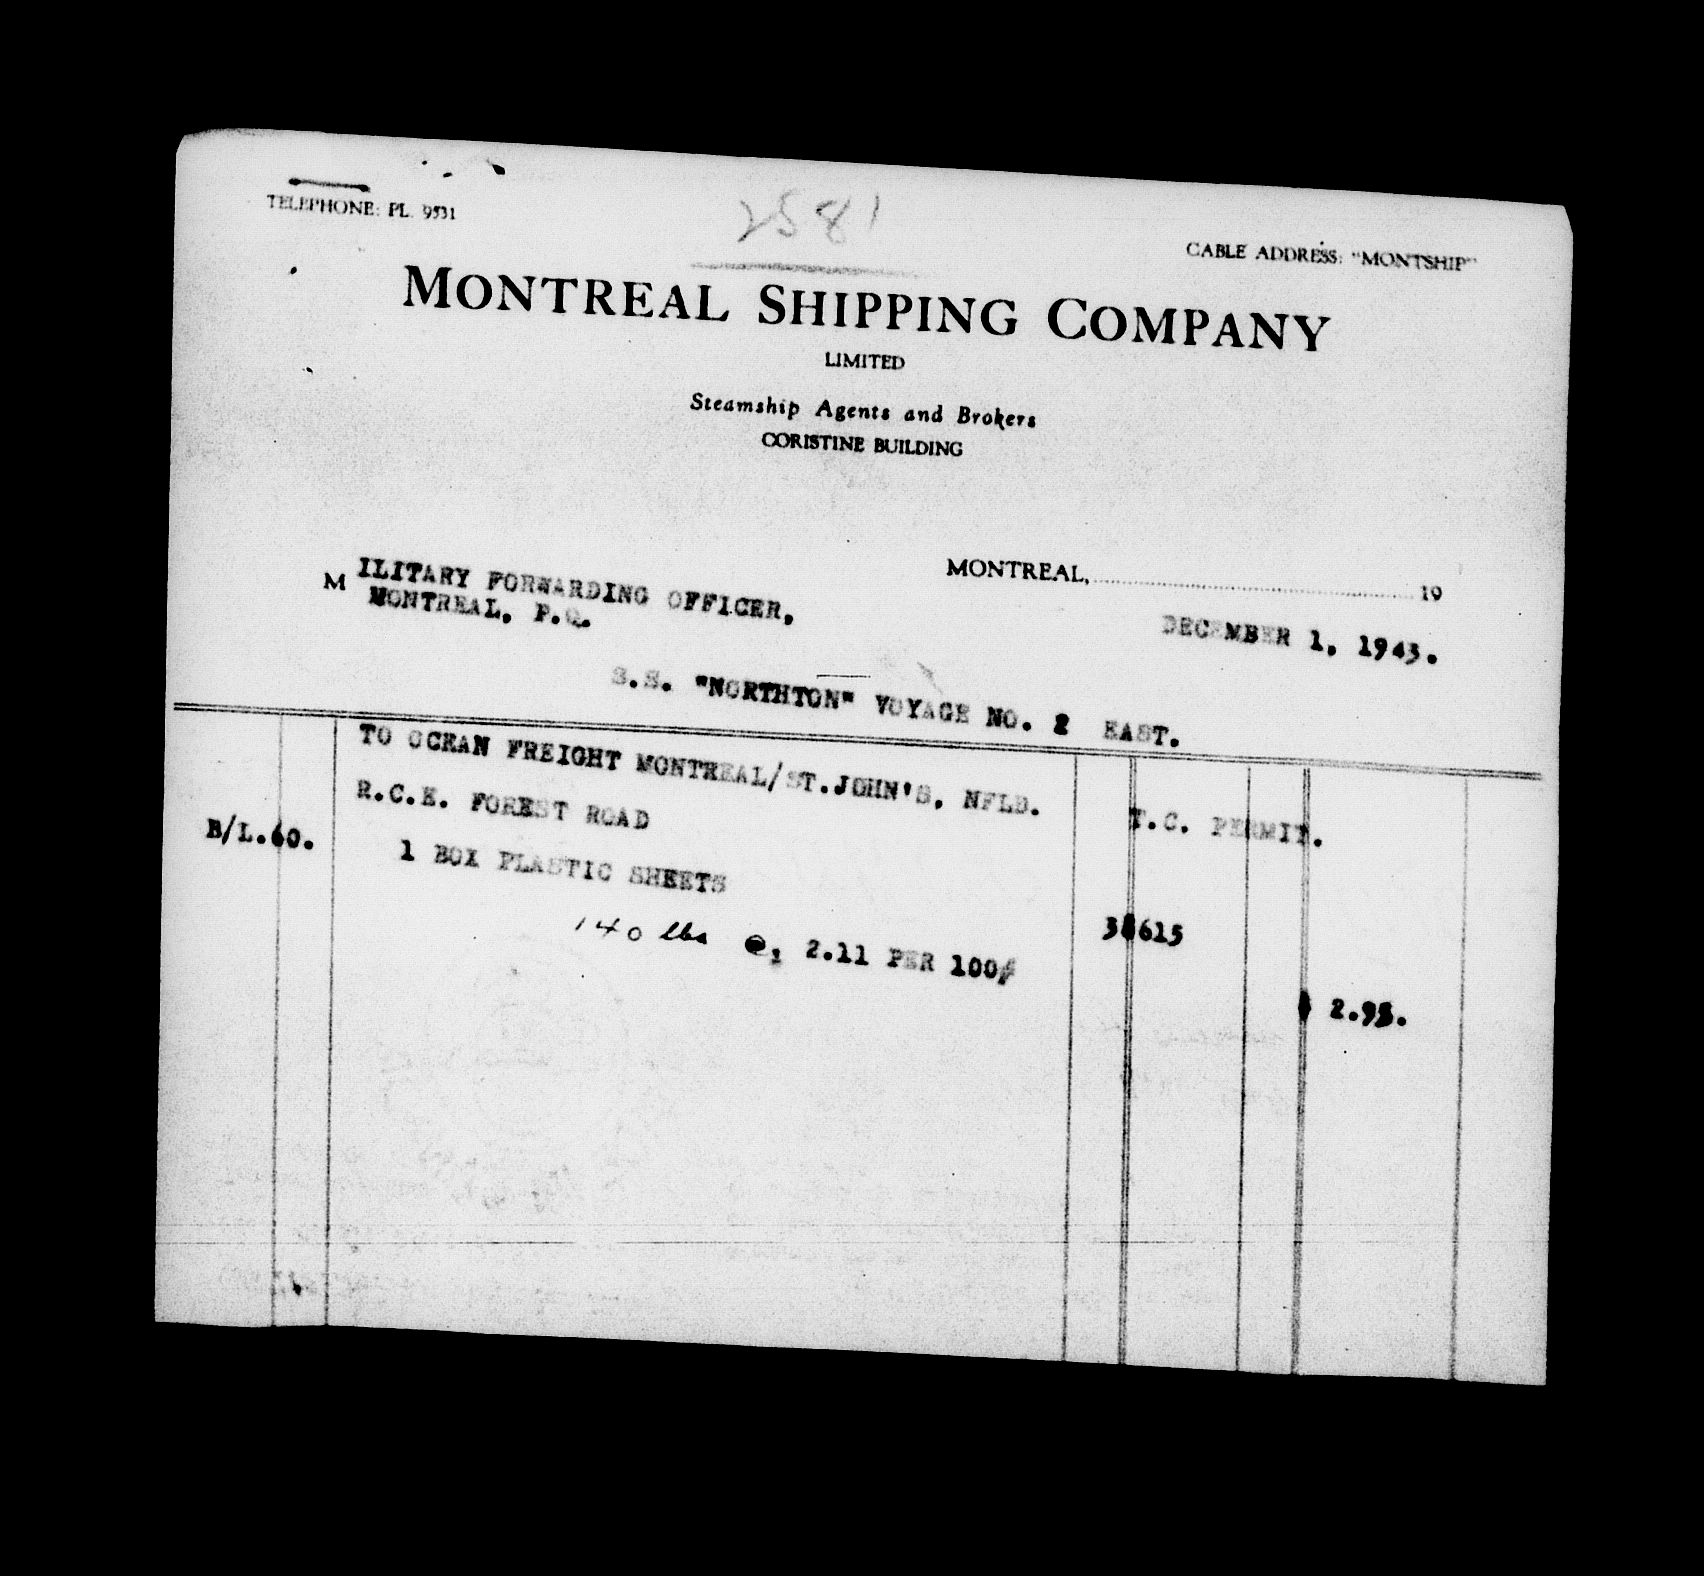 2581
TELEPHONE: PL. 9531
CABLE ADDRESS: "MONTSHIP"
MONTREAL SHIPPING COMPANY
LIMITED
Steamship Agents and Brokers
CORISTINE BUILDING
MILITARY FORWARDING OFFICER,
MONTREAL, P.Q.
MONTREAL, 19
DECEMBER 1, 1943.
S.S. "NORTHTON" VOYAGE NO. 2 EAST.
TO OCEAN FREIGHT MONTREAL/ST.JOHN'S, NFLD.
R.C.E. FOREST ROAD T.C. PERMIT.
B/L.60. 1 BOX PLASTIC SHEETS
38615
140 lbs @, 2.11 PER 100#
$ 2.95.